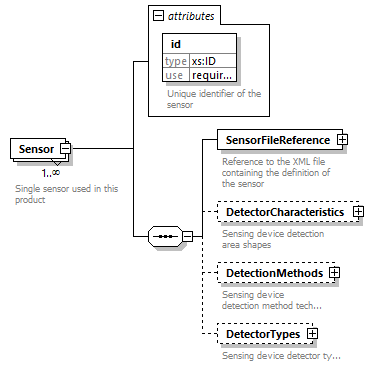 attributes
id
type xs:ID
use requir...
Unique identifier of the
sensor
Sensor
1..∞
Single sensor used in this
product
SensorFileReference
Reference to the XML file
containing the definition of
the sensor
DetectorCharacteristics
Sensing device detection
area shapes
DetectionMethods
Sensing device
detection method tech...
DetectorTypes
Sensing device detector ty...